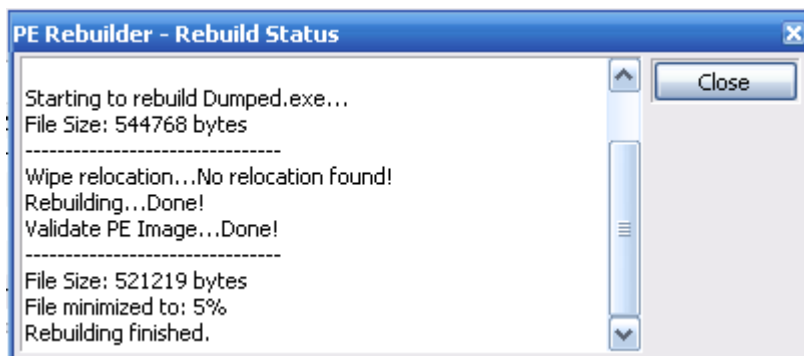 PE Rebuilder - Rebuild Status
Starting to rebuild Dumped.exe...
File Size: 544768 bytes
--------------------------------
Wipe relocation...No relocation found!
Rebuilding...Done!
Validate PE Image...Done!
--------------------------------
File Size: 521219 bytes
File minimized to: 5%
Rebuilding finished.
Close